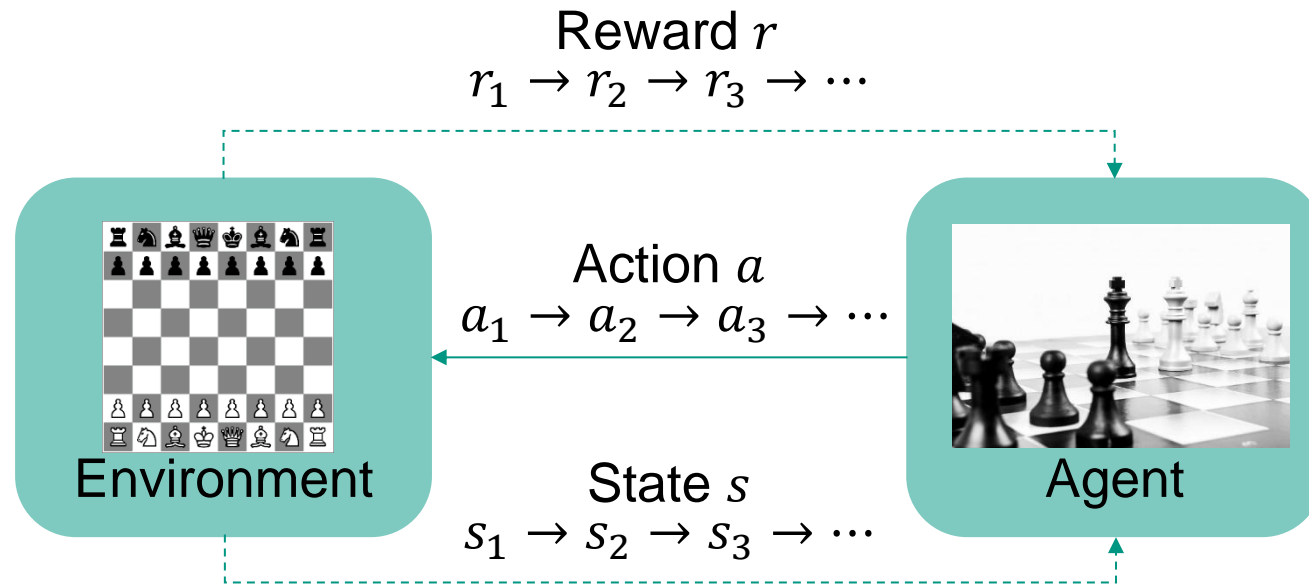 Reward r
r₁ → r₂ → r₃ → ⋯
Action a
a₁ → a₂ → a₃ → ⋯
Environment
State s
s₁ → s₂ → s₃ → ⋯
Agent